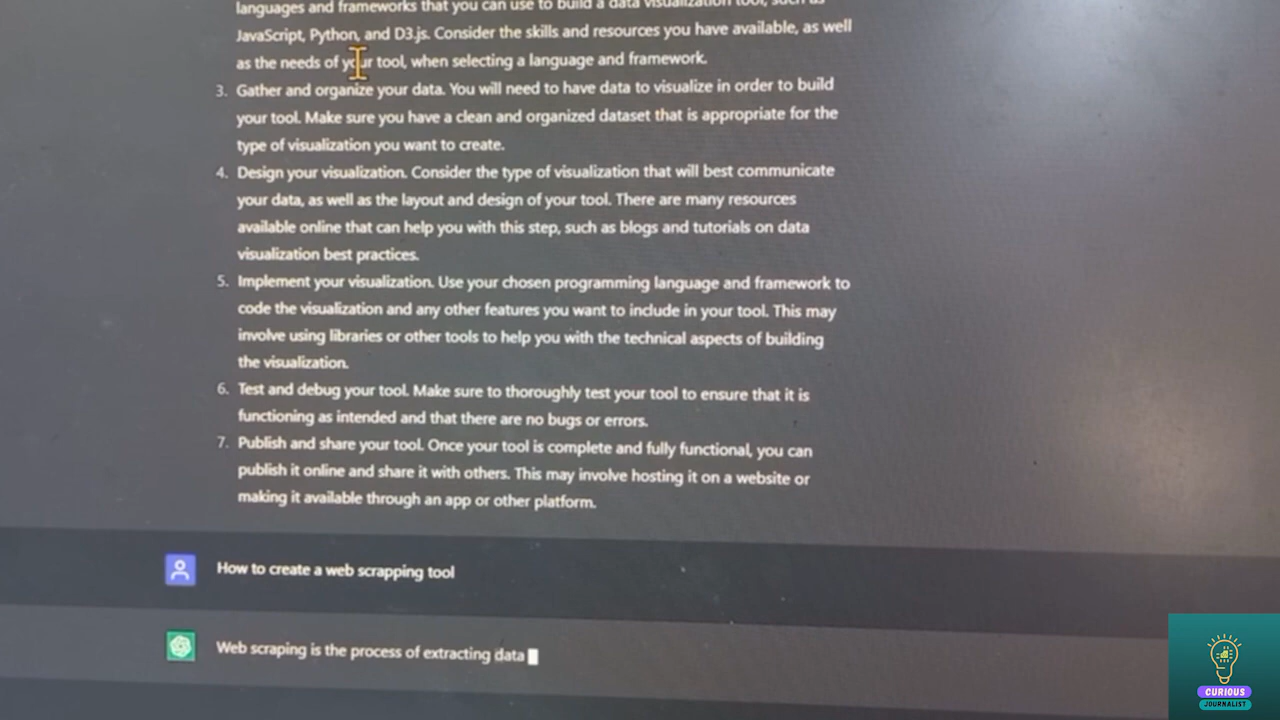 languages and frameworks that you can use to build a data visualization tool, such as
JavaScript, Python, and D3.js. Consider the skills and resources you have available, as well
as the needs of your tool, when selecting a language and framework.
3. Gather and organize your data. You will need to have data to visualize in order to build
your tool. Make sure you have a clean and organized dataset that is appropriate for the
type of visualization you want to create.
4. Design your visualization. Consider the type of visualization that will best communicate
your data, as well as the layout and design of your tool. There are many resources
available online that can help you with this step, such as blogs and tutorials on data
visualization best practices.
5. Implement your visualization. Use your chosen programming language and framework to
code the visualization and any other features you want to include in your tool. This may
involve using libraries or other tools to help you with the technical aspects of building
the visualization.
6. Test and debug your tool. Make sure to thoroughly test your tool to ensure that it is
functioning as intended and that there are no bugs or errors.
7. Publish and share your tool. Once your tool is complete and fully functional, you can
publish it online and share it with others. This may involve hosting it on a website or
making it available through an app or other platform.
How to create a web scrapping tool
Web scraping is the process of extracting data
CURIOUS
JOURNALIST